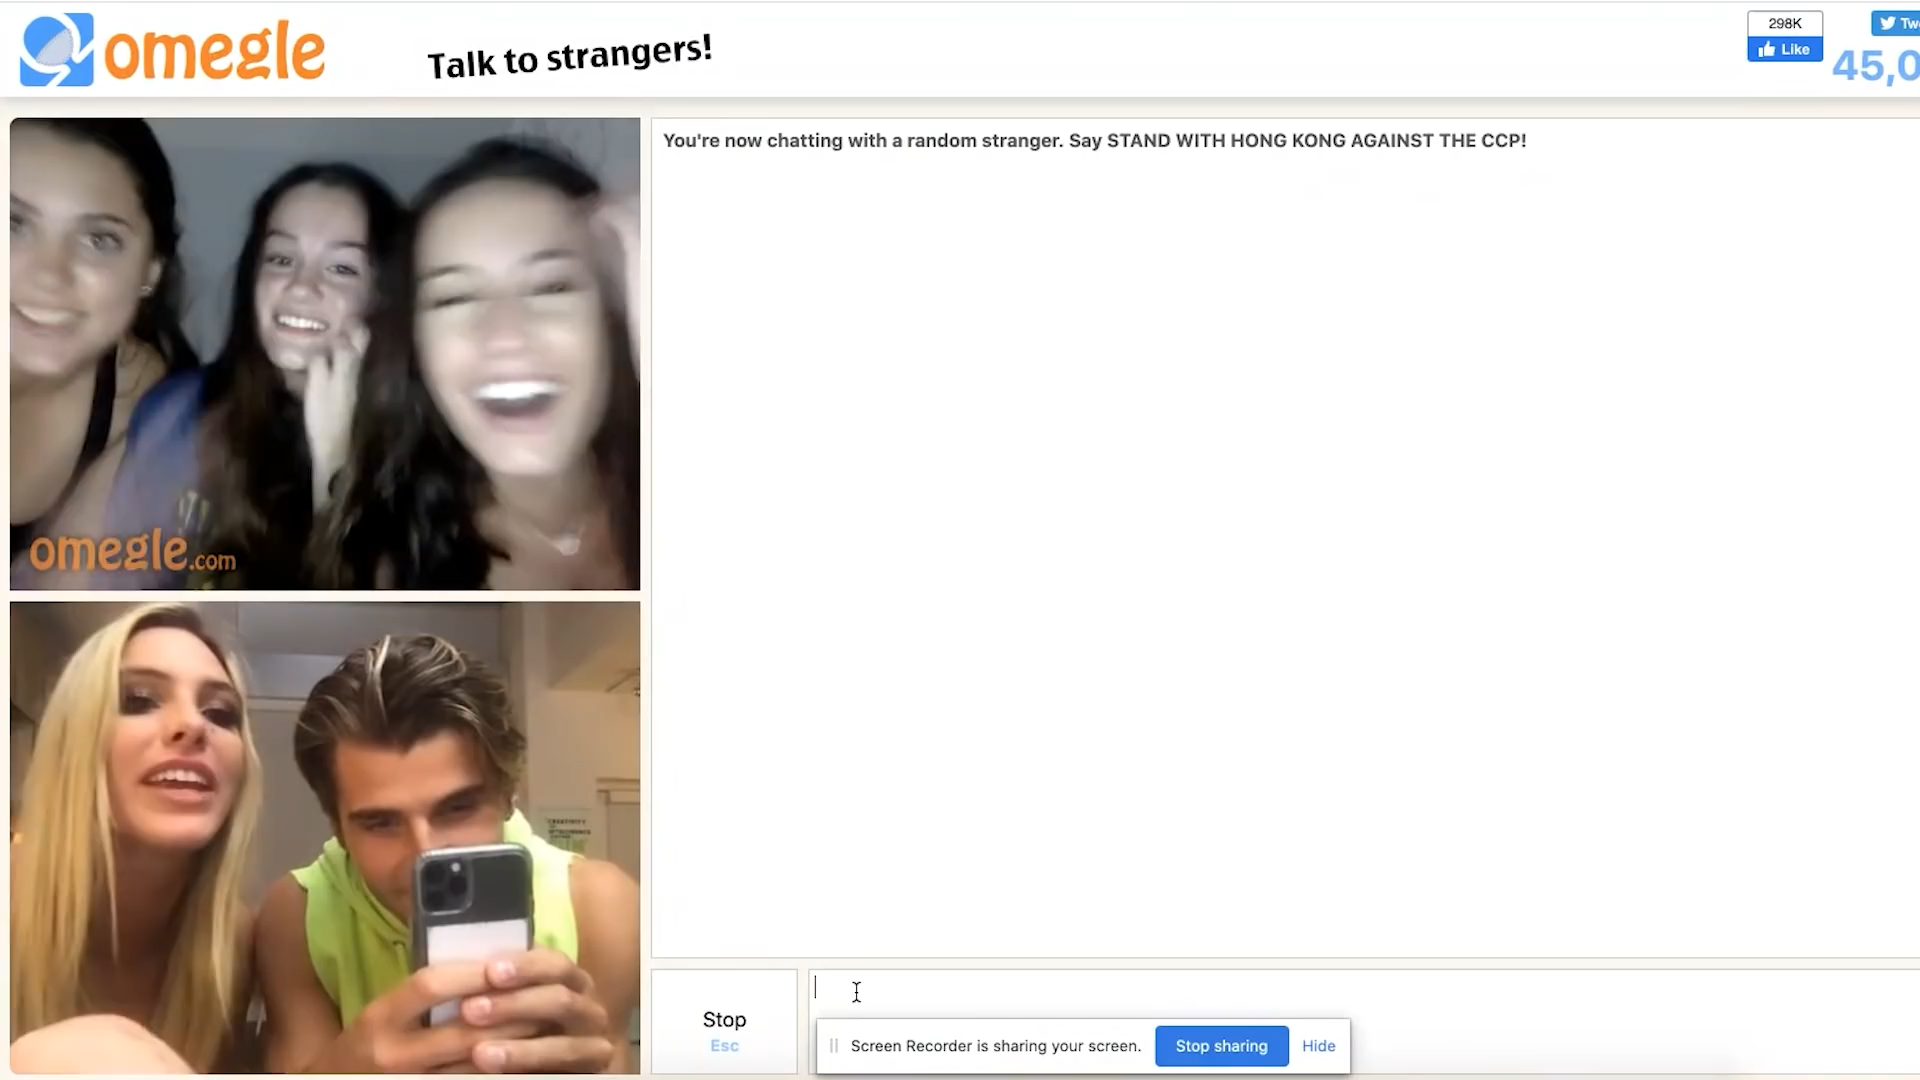 omegle
Talk to strangers!
298K
Like
Tw
45,0
You're now chatting with a random stranger. Say STAND WITH HONG KONG AGAINST THE CCP!
omegle.com
CREATIVITY
Stop
Esc
Screen Recorder is sharing your screen.
Stop sharing
Hide